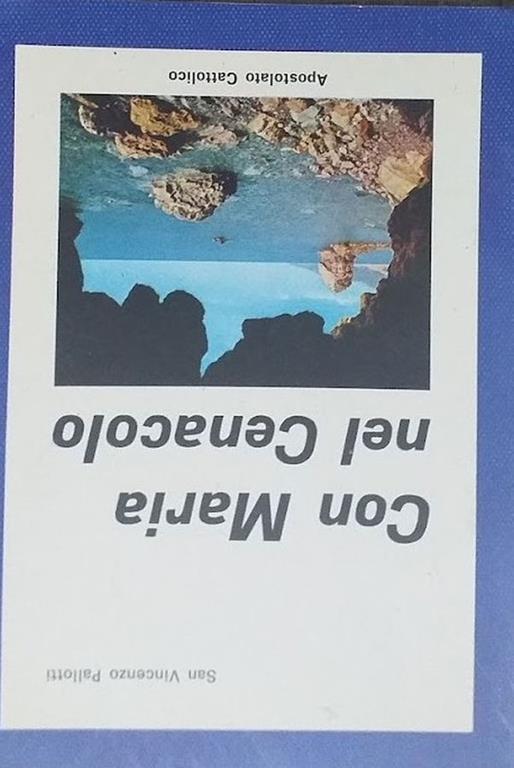 San Vincenzo Pallotti
Con Maria
nel Cenacolo
Apostolato Cattolico